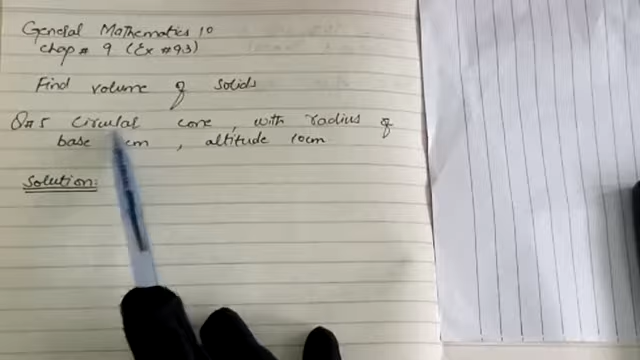 General Mathematics 10
Chap # 9 (Ex # 9.3)
Find volume of solids
Q# 5 Circular cone, with radius of
base cm, altitude 10cm
Solution: